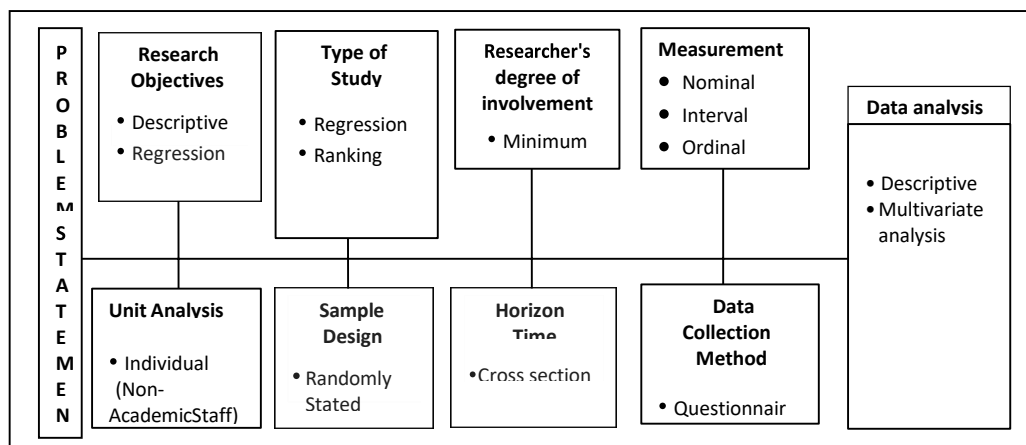 P
R
O
B
L
E
M
S
T
A
T
E
M
E
N
Research
Objectives
• Descriptive
• Regression
Type of
Study
• Regression
• Ranking
Researcher's
degree of
involvement
• Minimum
Measurement
• Nominal
• Interval
• Ordinal
Data analysis
• Descriptive
• Multivariate
analysis
Unit Analysis
• Individual
(Non-
AcademicStaff)
Sample
Design
• Randomly
Stated
Horizon
Time
•Cross section
Data
Collection
Method
• Questionnair